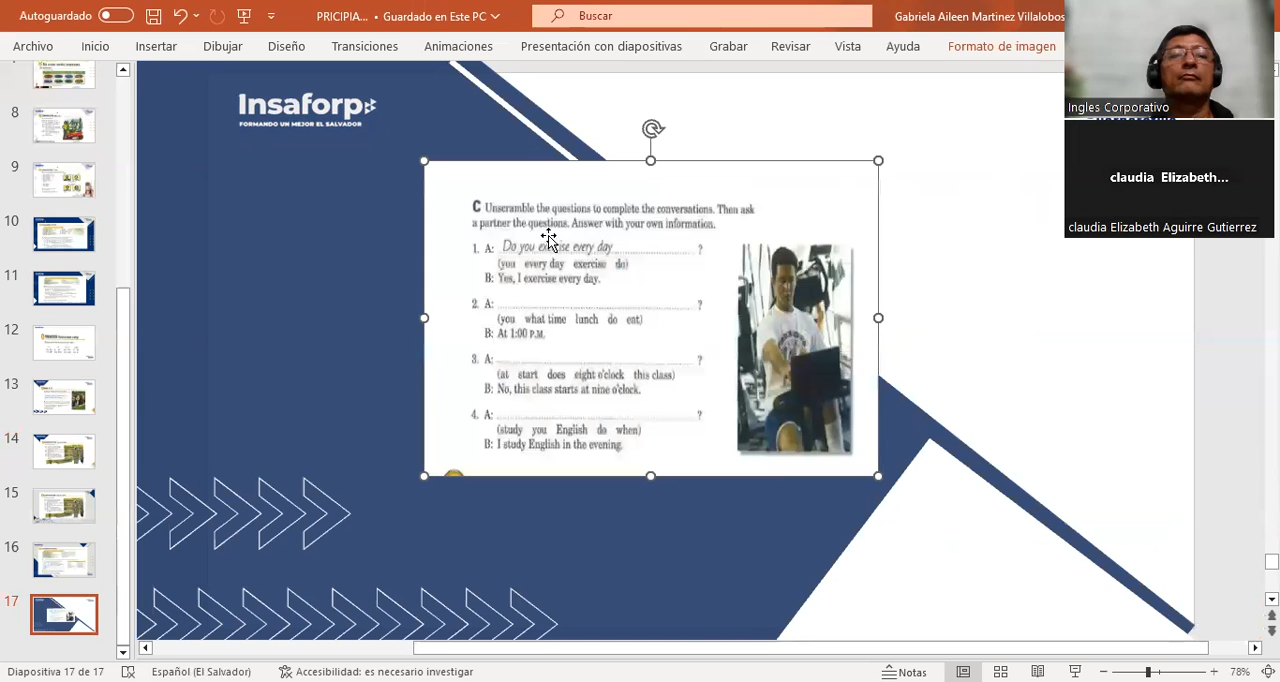 Autoguardado
PRICIPIA... • Guardado en Este PC
Buscar
Gabriela Aileen Martinez Villalobos
Archivo Inicio Insertar Dibujar Diseño Transiciones Animaciones Presentación con diapositivas Grabar Revisar Vista Ayuda Formato de imagen
Ingles Corporativo
claudia Elizabeth...
claudia Elizabeth Aguirre Gutierrez
8
9
10
11
12
13
14
15
16
17
Insaforp
FORMANDO UN MEJOR EL SALVADOR
C Unscramble the questions to complete the conversations. Then ask
a partner the questions. Answer with your own information.
1. A: Do you exercise every day ?
(you every day exercise do)
B: Yes, I exercise every day.
2. A: ?
(you what time lunch do eat)
B: At 1:00 P.M.
3. A: ?
(at start does eight o'clock this class)
B: No, this class starts at nine o'clock.
4. A: ?
(study you English do when)
B: I study English in the evening.
Diapositiva 17 de 17 Español (El Salvador) Accesibilidad: es necesario investigar Notas 78%